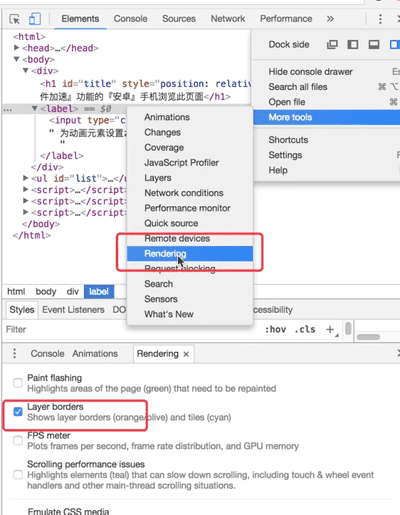 Elements Console Sources Network Performance »
<html>
▶<head>…</head>
▼<body>
▼<div>
<h1 id="title" style="position: relativ
件加速』功能的『安卓』手机浏览此页面</h1>
▼<label> == $0
<input type="c
" 为动画元素设置z
"
</label>
</div>
▶<ul id="list">…</u
▶<script>…</script>
▶<script>…</script>
▶<script>…</script>
</body>
</html>
Dock side
Hide console drawer Es
Search all files ⌘ ⌥
Open file ⌘
More tools
Shortcuts
Settings
Help
Animations
Changes
Coverage
JavaScript Profiler
Layers
Network conditions
Performance monitor
Quick source
Remote devices
Rendering
Request blocking
Search
Sensors
What's New
html body div label
Styles Event Listeners DO cessibility
Filter :hov .cls +
Console Animations Rendering ×
Paint flashing
Highlights areas of the page (green) that need to be repainted
Layer borders
Shows layer borders (orange/olive) and tiles (cyan)
FPS meter
Plots frames per second, frame rate distribution, and GPU memory
Scrolling performance issues
Highlights elements (teal) that can slow down scrolling, including touch & wheel event
handlers and other main-thread scrolling situations.
Emulate CSS media